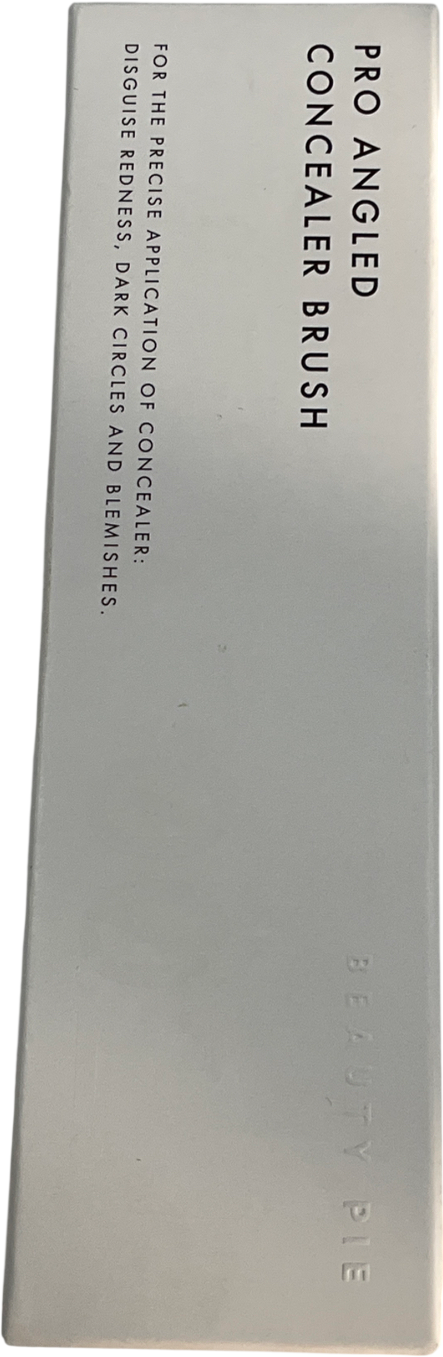 PRO ANGLED
CONCEALER BRUSH
FOR THE PRECISE APPLICATION OF CONCEALER:
DISGUISE REDNESS, DARK CIRCLES AND BLEMISHES.
BEAUTY PIE